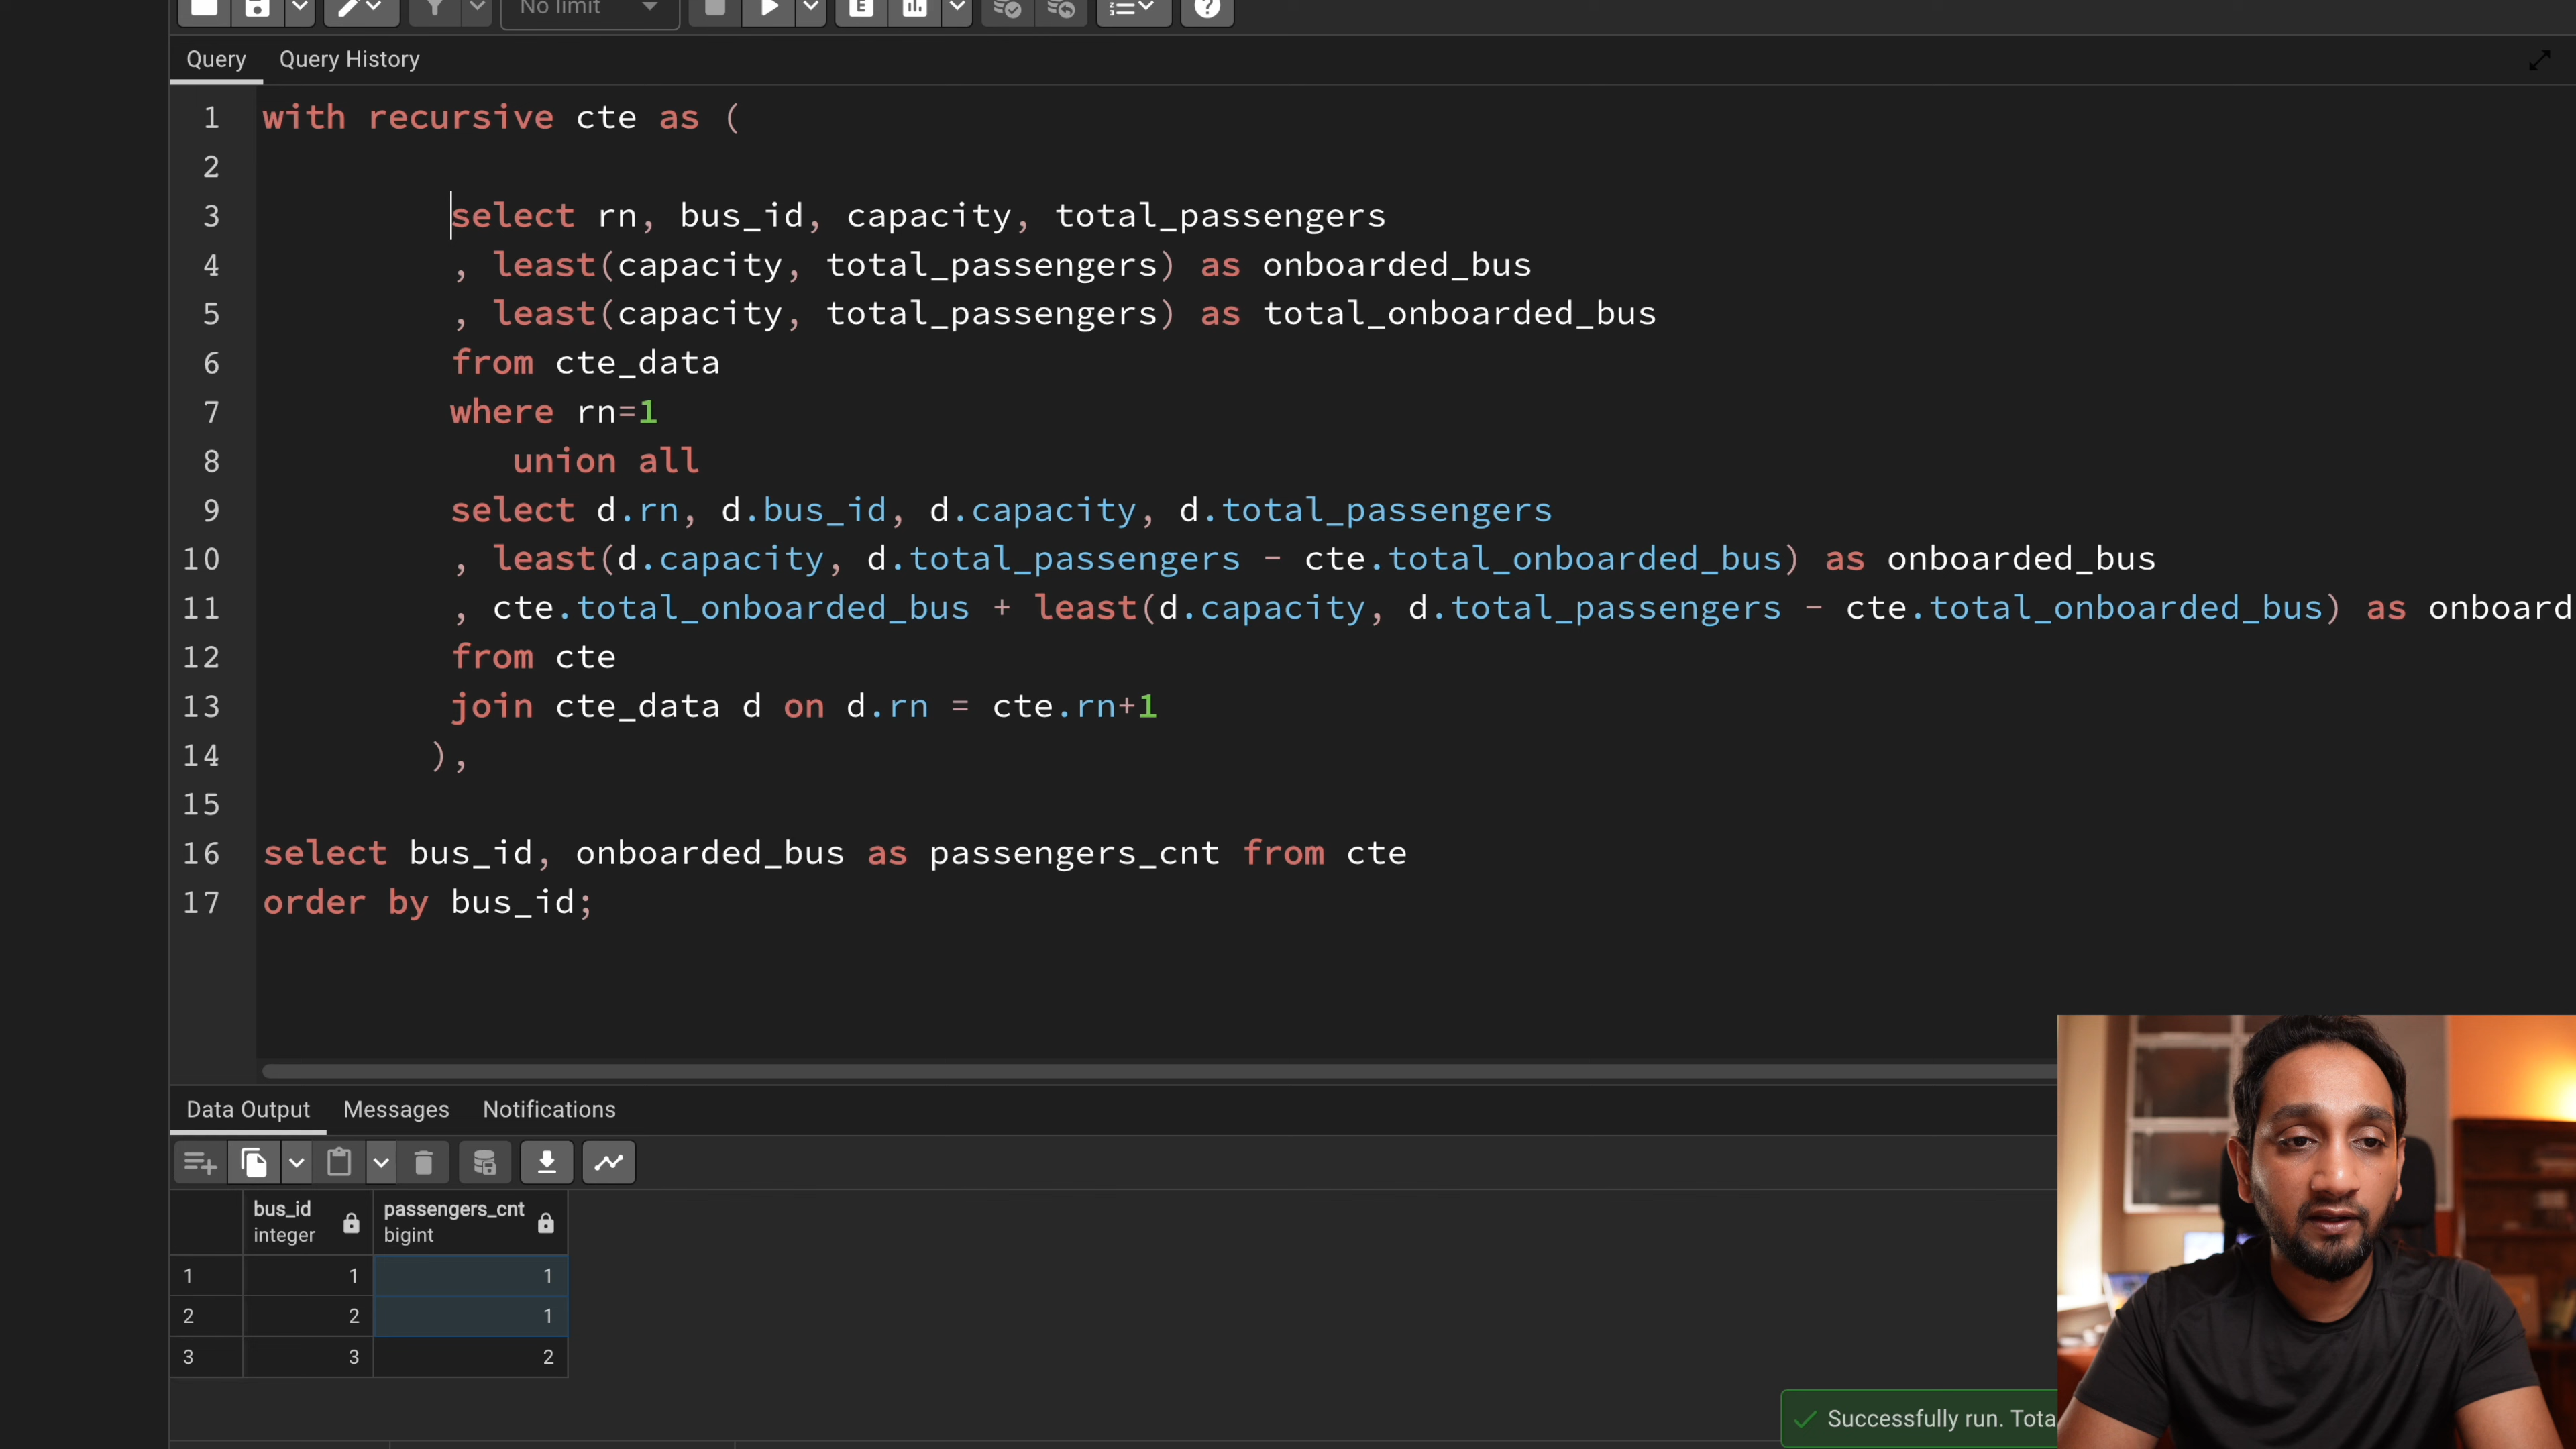 No limit
Query Query History
1 with recursive cte as (
2
3 select rn, bus_id, capacity, total_passengers
4 , least(capacity, total_passengers) as onboarded_bus
5 , least(capacity, total_passengers) as total_onboarded_bus
6 from cte_data
7 where rn=1
8 union all
9 select d.rn, d.bus_id, d.capacity, d.total_passengers
10 , least(d.capacity, d.total_passengers - cte.total_onboarded_bus) as onboarded_bus
11 , cte.total_onboarded_bus + least(d.capacity, d.total_passengers - cte.total_onboarded_bus) as onboard
12 from cte
13 join cte_data d on d.rn = cte.rn+1
14 ),
15
16 select bus_id, onboarded_bus as passengers_cnt from cte
17 order by bus_id;
Data Output Messages Notifications
bus_id passengers_cnt
integer bigint
1 1 1
2 2 1
3 3 2
Successfully run. Tota